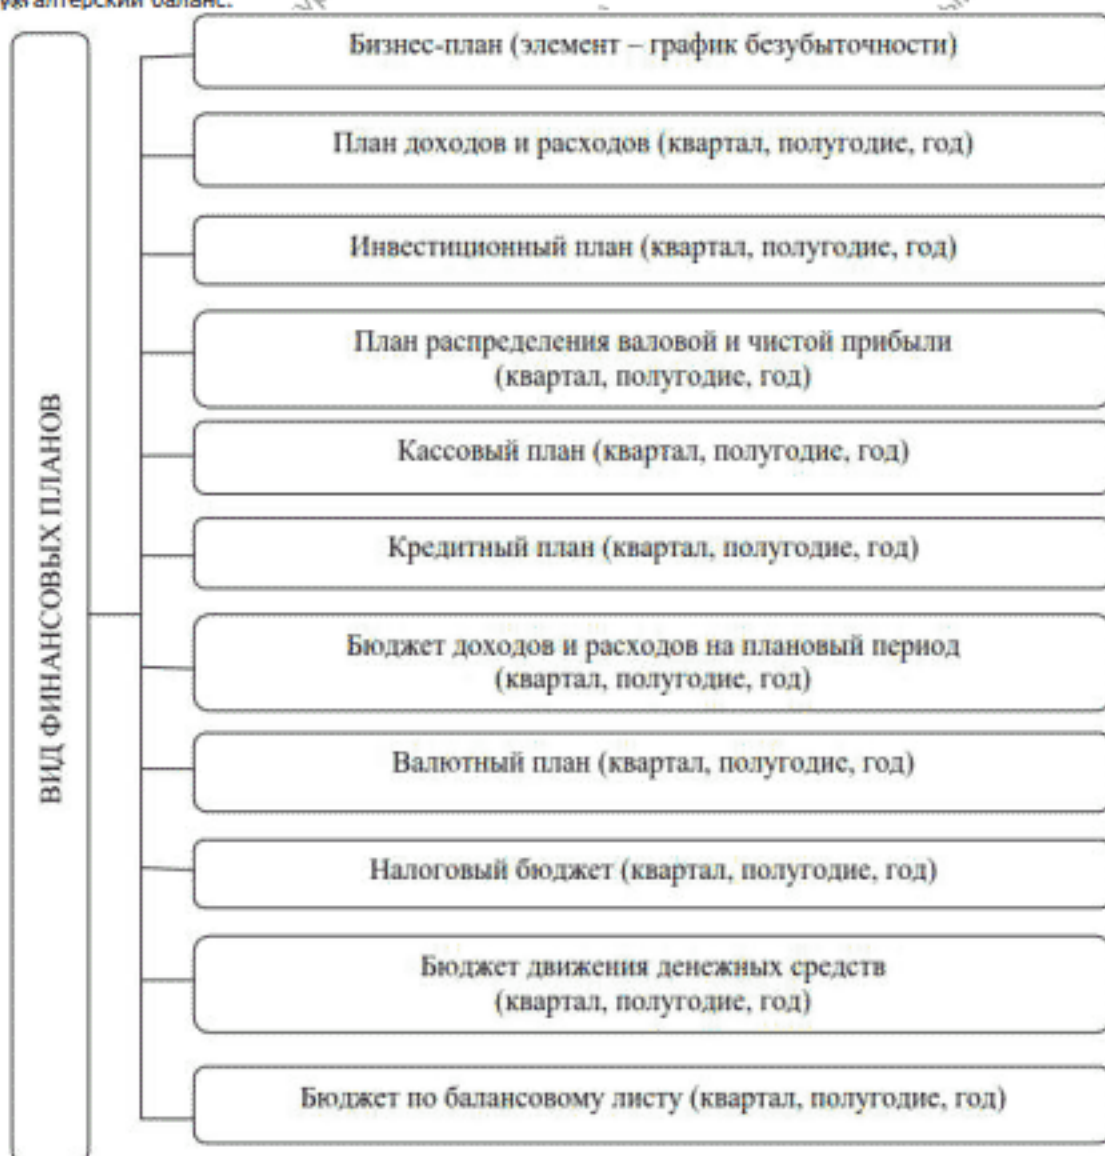 бухгалтерский баланс.
ВИД ФИНАНСОВЫХ ПЛАНОВ
Бизнес-план (элемент – график безубыточности)
План доходов и расходов (квартал, полугодие, год)
Инвестиционный план (квартал, полугодие, год)
План распределения валовой и чистой прибыли
(квартал, полугодие, год)
Кассовый план (квартал, полугодие, год)
Кредитный план (квартал, полугодие, год)
Бюджет доходов и расходов на плановый период
(квартал, полугодие, год)
Валютный план (квартал, полугодие, год)
Налоговый бюджет (квартал, полугодие, год)
Бюджет движения денежных средств
(квартал, полугодие, год)
Бюджет по балансовому листу (квартал, полугодие, год)